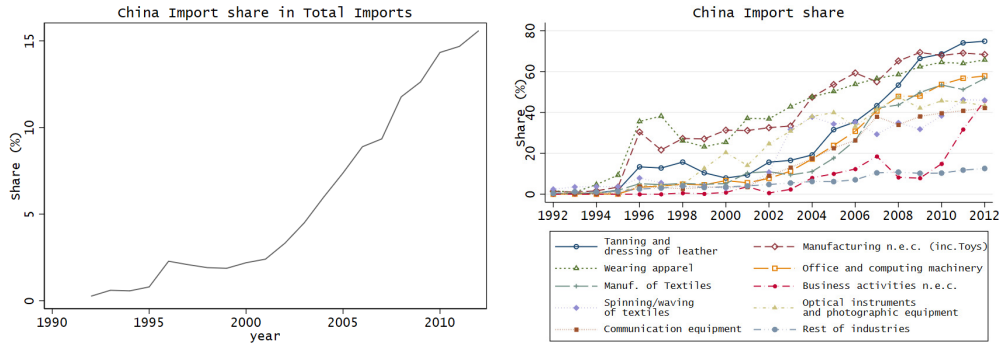 China Import share in Total Imports
Share (%)
15
10
5
0
1990
1995
2000
2005
2010
year
China Import share
Share (%)
80
60
40
20
0
1992
1994
1996
1998
2000
2002
2004
2006
2008
2010
2012
Tanning and
dressing of leather
Manufacturing n.e.c. (inc.Toys)
Wearing apparel
Office and computing machinery
Manuf. of Textiles
Business activities n.e.c.
Spinning/waving
of textiles
Optical instruments
and photographic equipment
Communication equipment
Rest of industries